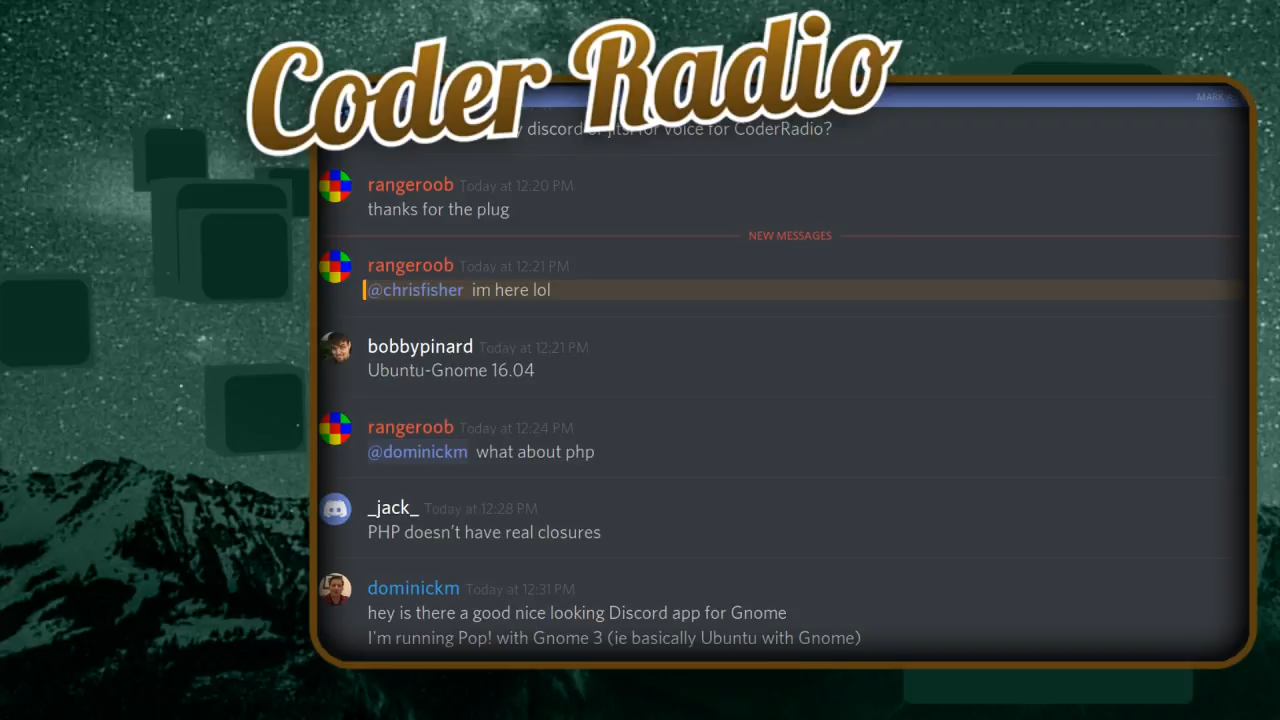 Coder Radio
MARK A
discord or jitsi for voice for CoderRadio?
rangeroob Today at 12:20 PM
thanks for the plug
NEW MESSAGES
rangeroob Today at 12:21 PM
@chrisfisher im here lol
bobbypinard Today at 12:21 PM
Ubuntu-Gnome 16.04
rangeroob Today at 12:24 PM
@dominickm what about php
_jack_ Today at 12:28 PM
PHP doesn't have real closures
dominickm Today at 12:31 PM
hey is there a good nice looking Discord app for Gnome
I'm running Pop! with Gnome 3 (ie basically Ubuntu with Gnome)